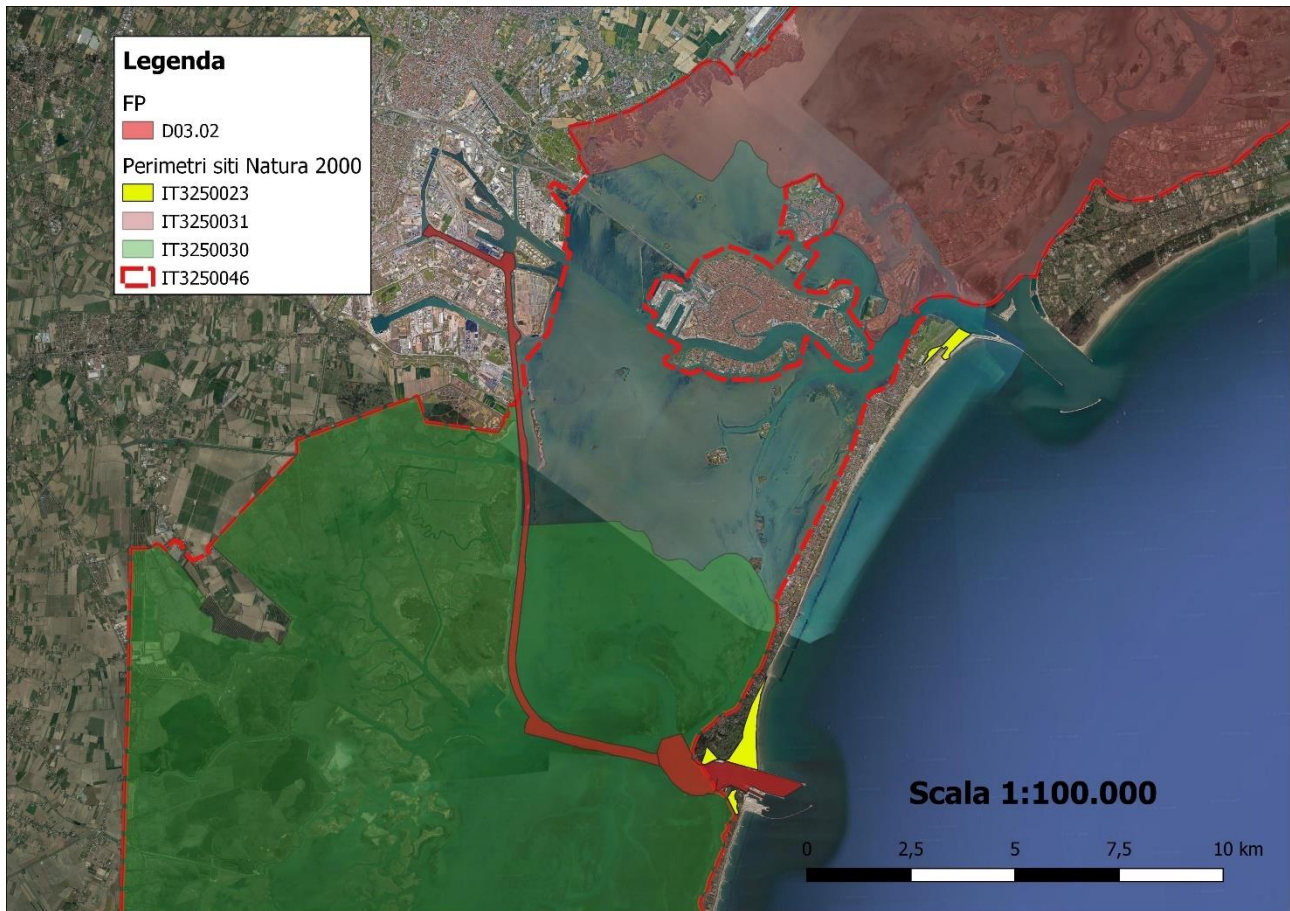 Legenda
FP
D03.02
Perimetri siti Natura 2000
IT3250023
IT3250031
IT3250030
IT3250046
Scala 1:100.000
0 2,5 5 7,5 10 km